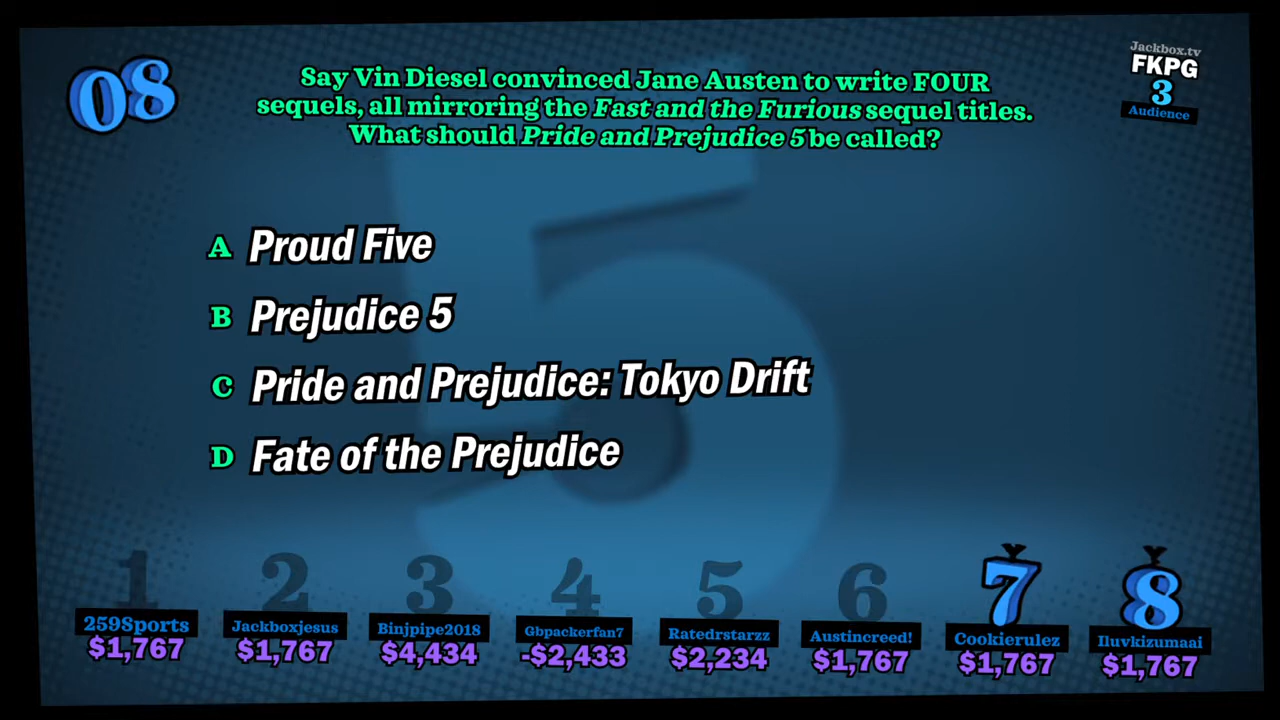 08
Say Vin Diesel convinced Jane Austen to write FOUR
sequels, all mirroring the Fast and the Furious sequel titles.
What should Pride and Prejudice 5 be called?
Jackbox.tv
FKPG
3
Audience
5
A Proud Five
B Prejudice 5
C Pride and Prejudice: Tokyo Drift
D Fate of the Prejudice
1 2 3 4 5 6 7 8
259Sports Jackboxjesus Binjpipe2018 Gbpackerfan7 Ratedrstarzz Austincreed! Cookierulez Iluvkizumaai
$1,767 $1,767 $4,434 -$2,433 $2,234 $1,767 $1,767 $1,767